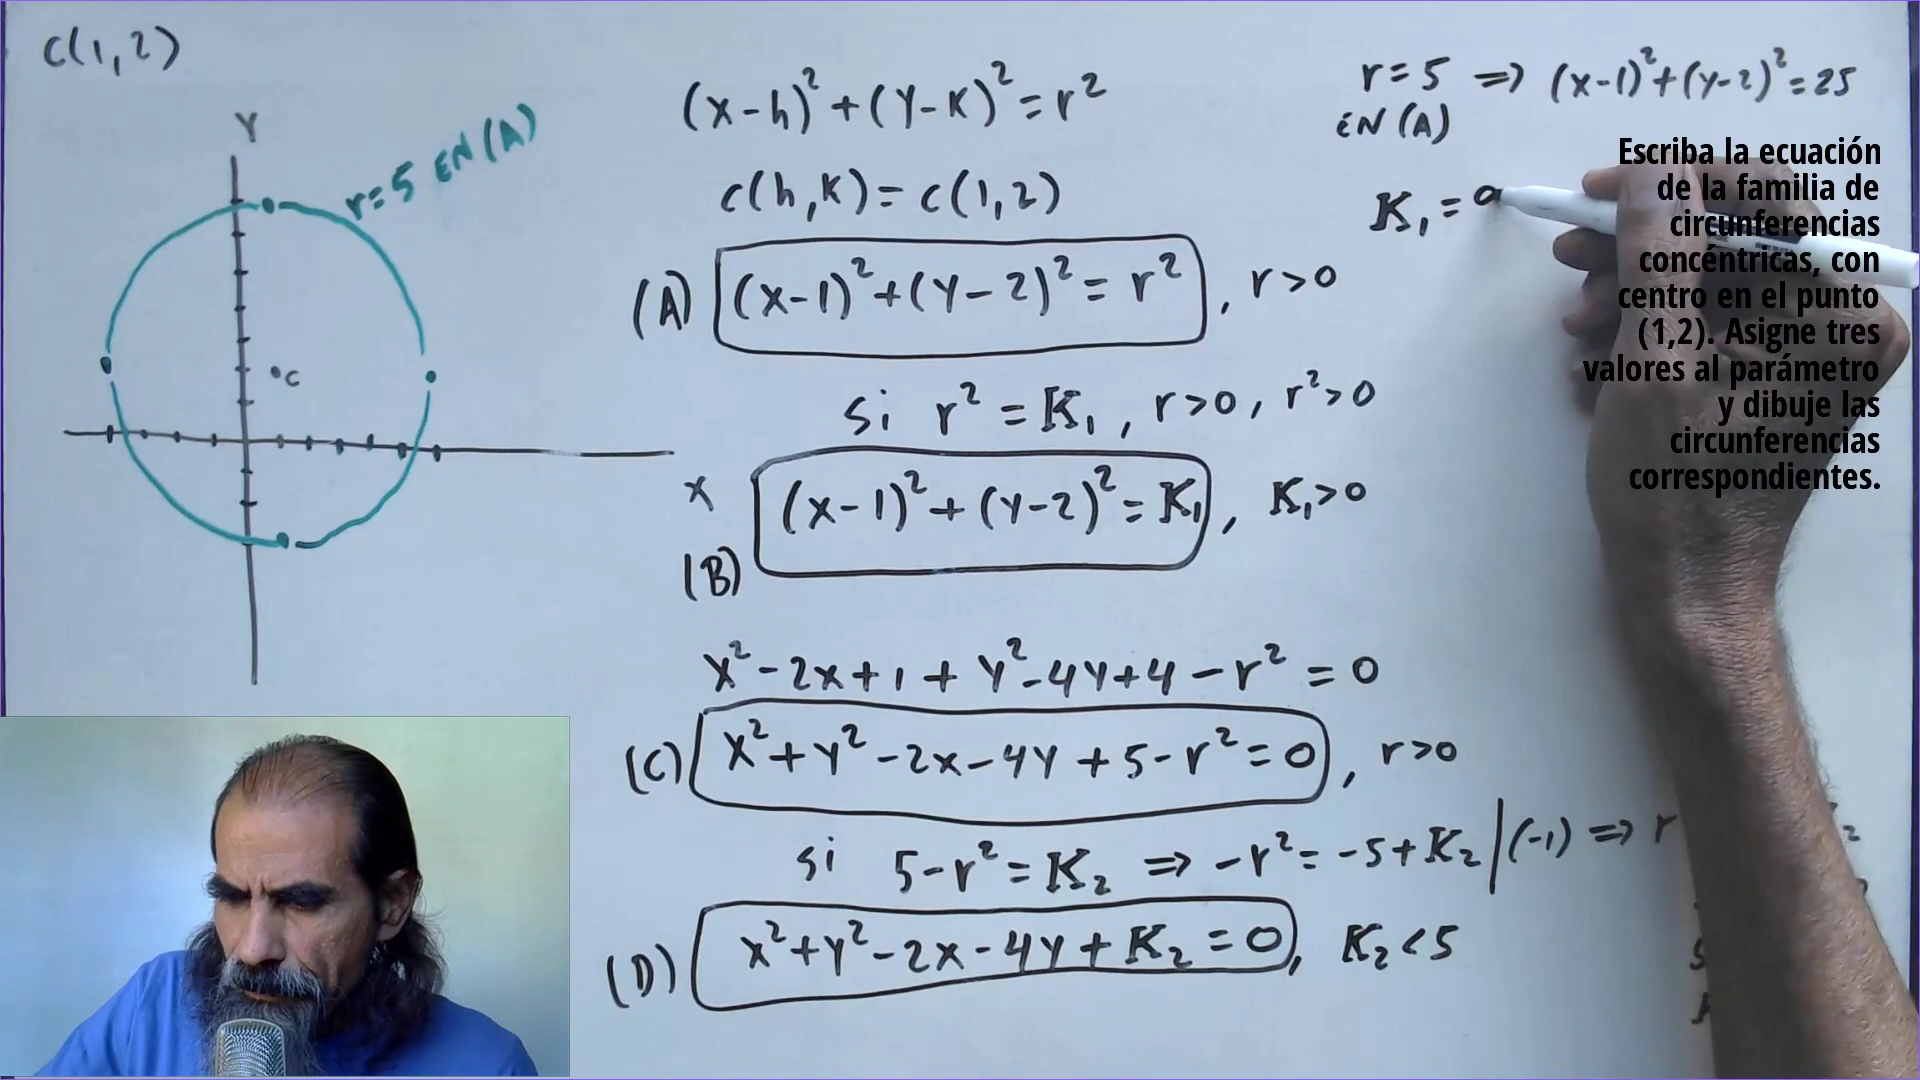 C(1,2)
Y
r=5 EN (A)
C
X
(x-h)²+(Y-K)²=r²
C(h,K)=C(1,2)
(A) (x-1)²+(Y-2)²=r², r>0
si r²=K₁, r>0, r²>0
(x-1)²+(Y-2)²=K₁, K₁>0
(B)
x²-2x+1+Y²-4Y+4-r²=0
(C) x²+Y²-2x-4Y+5-r²=0, r>0
si 5-r²=K₂ ⇒ -r²=-5+K₂ |(-1) ⇒ r
(D) x²+Y²-2x-4Y+K₂=0, K₂<5
r=5 ⇒ (x-1)²+(Y-2)²=25
EN (A)
K₁=
Escriba la ecuación
de la familia de
circunferencias
concéntricas, con
centro en el punto
(1,2). Asigne tres
valores al parámetro
y dibuje las
circunferencias
correspondientes.